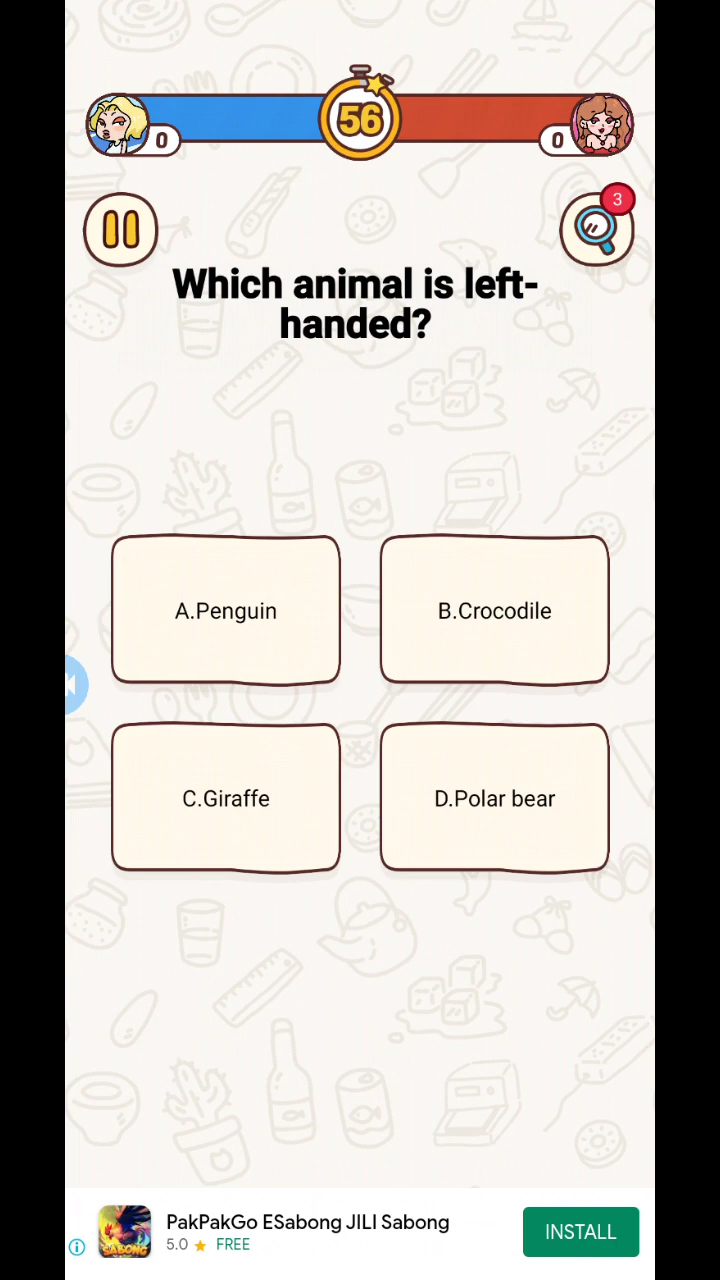 56
0
0
3
Which animal is left-
handed?
A.Penguin
B.Crocodile
C.Giraffe
D.Polar bear
SABONG
PakPakGo ESabong JILI Sabong
5.0 ★ FREE
INSTALL